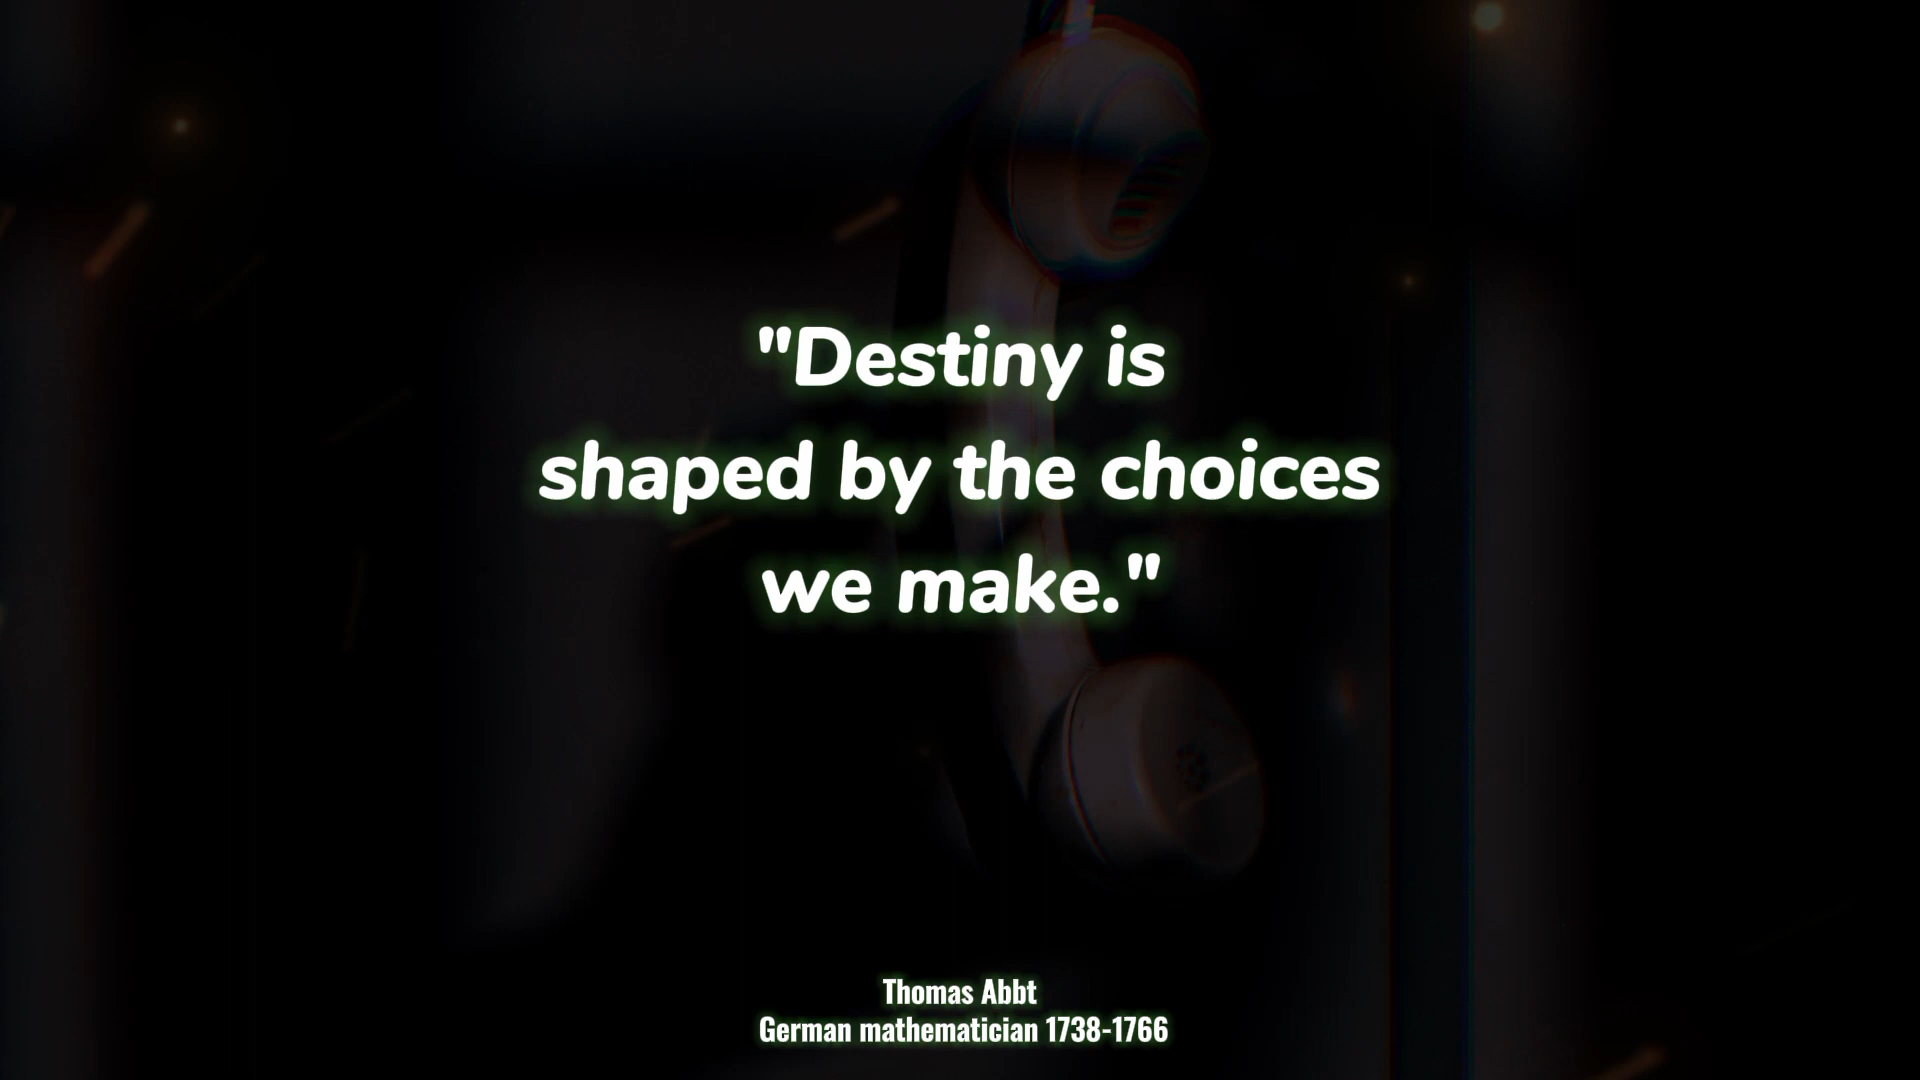 "Destiny is
shaped by the choices
we make."
Thomas Abbt
German mathematician 1738-1766